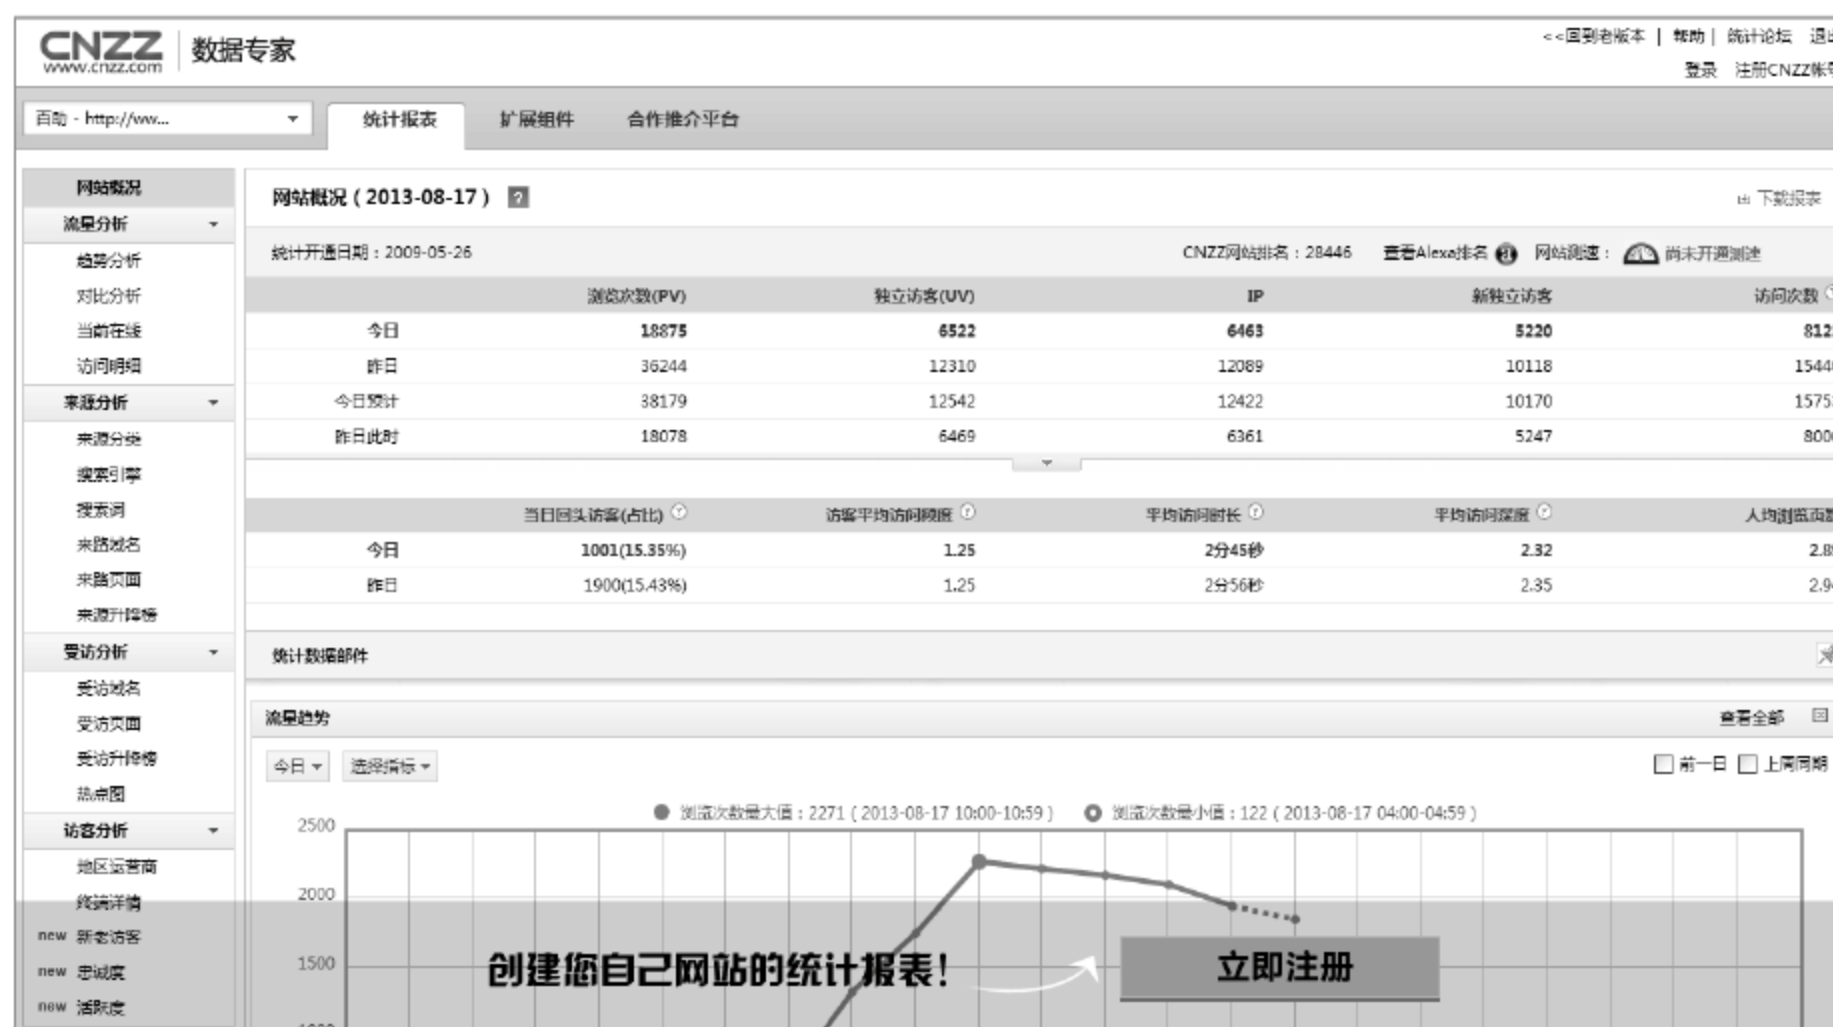 CNZZ 数据专家
www.cnzz.com
<<回到老版本 | 帮助 | 统计论坛
登录 注册CNZZ帐号
百助 - http://ww...
统计报表 扩展组件 合作推介平台
网站概况
流量分析
趋势分析
对比分析
当前在线
访问明细
来源分析
来源分类
搜索引擎
搜索词
来路域名
来路页面
来源升降榜
受访分析
受访域名
受访页面
受访升降榜
热点图
访客分析
地区运营商
终端详情
new 新老访客
new 忠诚度
new 活跃度
网站概况 ( 2013-08-17 ) ?
下载报表
统计开通日期：2009-05-26 CNZZ网站排名：28446 查看Alexa排名 网站测速： 尚未开通测速
浏览次数(PV) 独立访客(UV) IP 新独立访客 访问次数
今日 18875 6522 6463 5220
昨日 36244 12310 12089 10118
今日预计 38179 12542 12422 10170
昨日此时 18078 6469 6361 5247
当日回头访客(占比) ? 访客平均访问频度 ? 平均访问时长 ? 平均访问深度 ? 人均浏览页数
今日 1001(15.35%) 1.25 2分45秒 2.32
昨日 1900(15.43%) 1.25 2分56秒 2.35
统计数据部件
流量趋势 查看全部
今日 选择指标 前一日 上周同期
浏览次数最大值：2271 ( 2013-08-17 10:00-10:59 ) 浏览次数最小值：122 ( 2013-08-17 04:00-04:59 )
2500
2000
1500
创建您自己网站的统计报表！ 立即注册